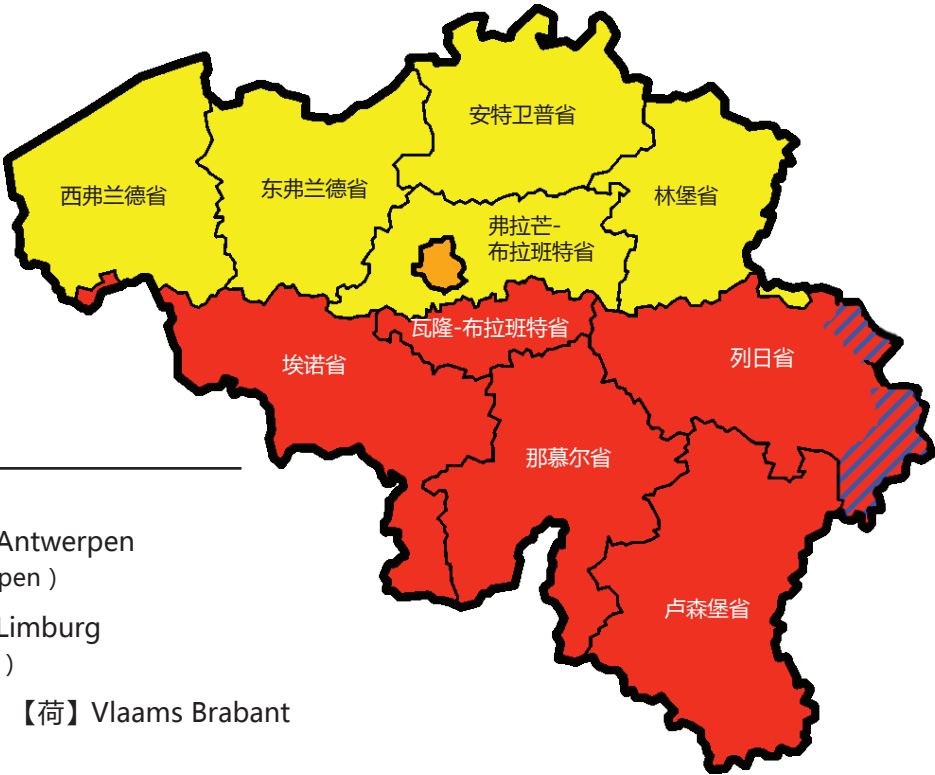 安特卫普省
西弗兰德省
东弗兰德省
林堡省
弗拉芒-
布拉班特省
瓦隆-布拉班特省
埃诺省
列日省
那慕尔省
卢森堡省
Antwerpen
pen )
Limburg
)
【荷】Vlaams Brabant